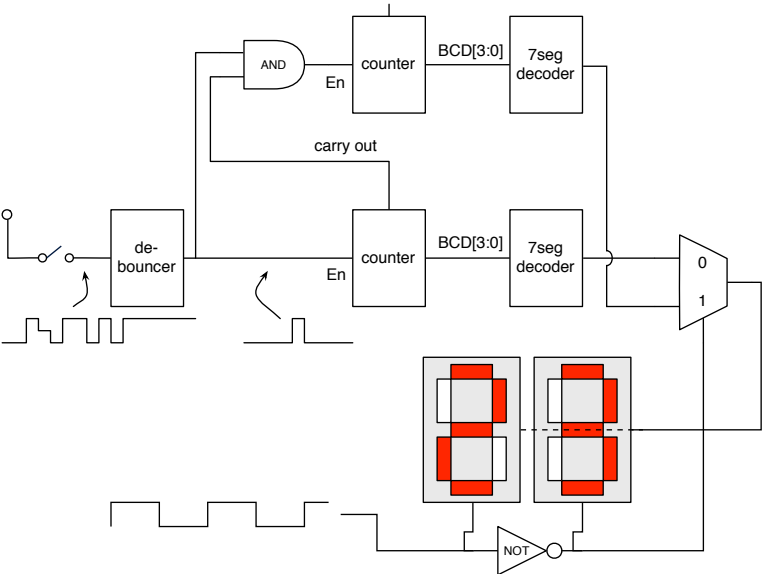 AND
En
counter
BCD[3:0]
7seg
decoder
carry out
de-
bouncer
En
counter
BCD[3:0]
7seg
decoder
0
1
NOT